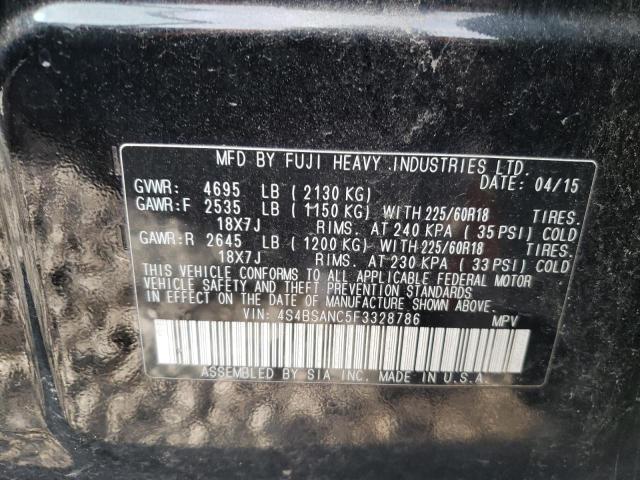 MFD BY FUJI HEAVY INDUSTRIES LTD.
DATE: 04/15
GVWR: 4695 LB ( 2130 KG)
GAWR:F 2535 LB ( 1150 KG) WITH 225/60R18 TIRES.
18X7J RIMS. AT 240 KPA ( 35 PSI) COLD
GAWR:R 2645 LB ( 1200 KG) WITH 225/60R18 TIRES.
18X7J RIMS. AT 230 KPA ( 33 PSI) COLD
THIS VEHICLE CONFORMS TO ALL APPLICABLE FEDERAL MOTOR
VEHICLE SAFETY AND THEFT PREVENTION STANDARDS
IN EFFECT ON THE DATE OF MANUFACTURE SHOWN ABOVE.
VIN: 4S4BSANC5F3328786 MPV
ASSEMBLED BY SIA INC. MADE IN U.S.A